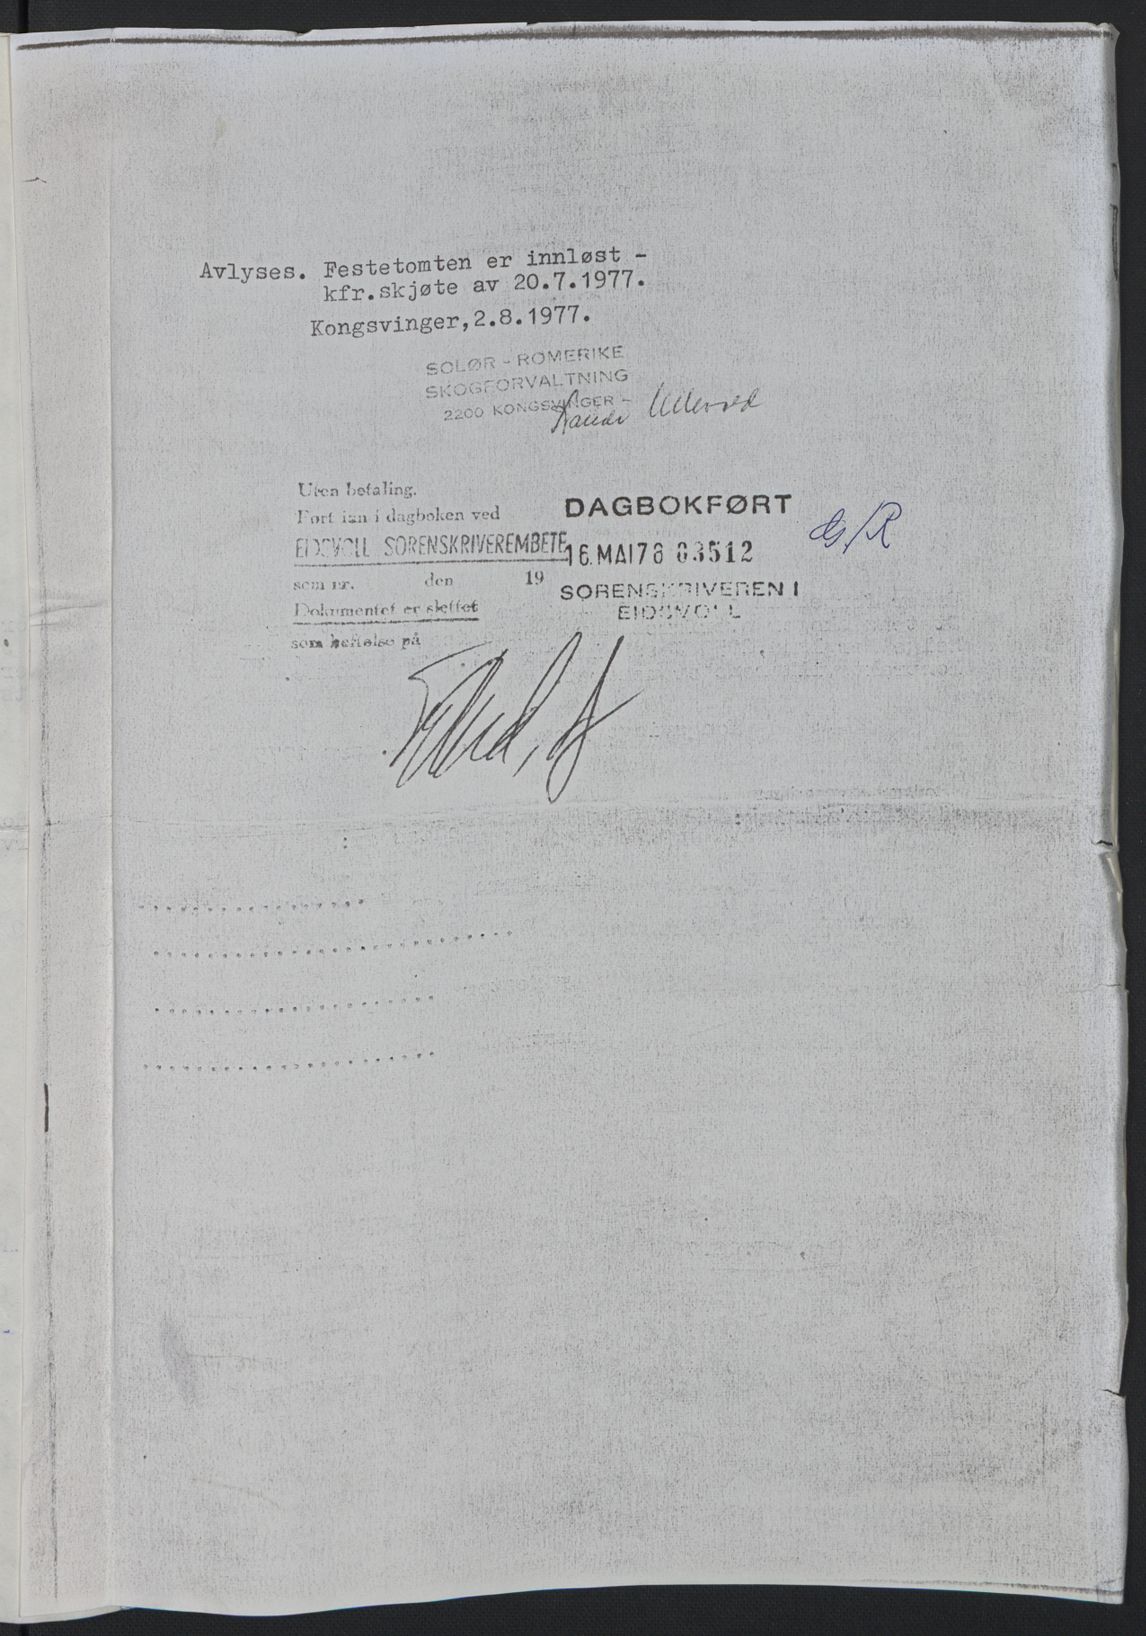 Avlyses. Festetomten er innløst -
kfr.skjøte av 20.7.1977.
Kongsvinger,2.8.1977.
SOLØR - ROMERIKE
SKOGFORVALTNING
2200 KONGSVINGER -
Uten betaling.
Ført inn i dagboken ved
EIDSVOLL SORENSKRIVEREMBETE
som nr. den 19
Dokumentet er slettet
som heftelse på
DAGBOKFØRT
16. MAI78 03512
SORENSKRIVEREN I
EIDSVOLL
G/R